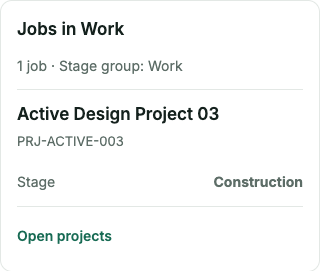 Jobs in Work
1 job · Stage group: Work
Active Design Project 03
PRJ-ACTIVE-003
Stage Construction
Open projects